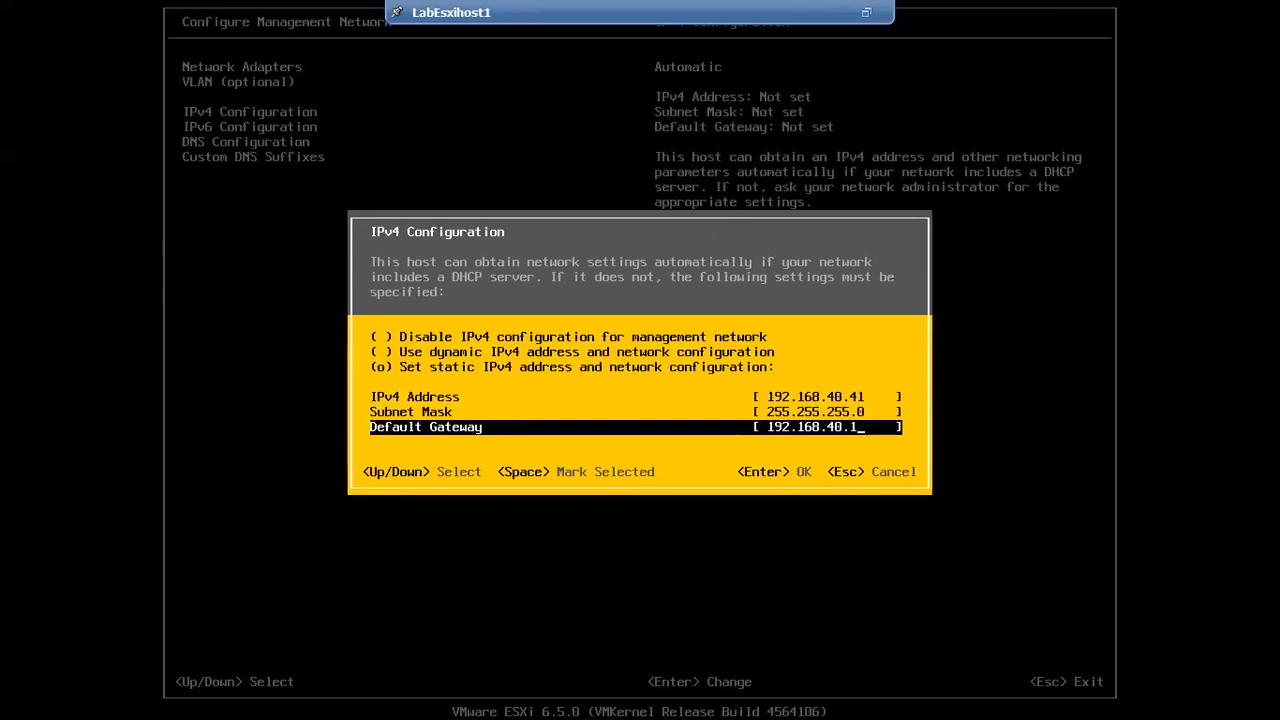 LabEsxihost1
Configure Management Network
IPv4 Configuration
Network Adapters
VLAN (optional)
IPv4 Configuration
IPv6 Configuration
DNS Configuration
Custom DNS Suffixes
Automatic
IPv4 Address: Not set
Subnet Mask: Not set
Default Gateway: Not set
This host can obtain an IPv4 address and other networking
parameters automatically if your network includes a DHCP
server. If not, ask your network administrator for the
appropriate settings.
IPv4 Configuration
This host can obtain network settings automatically if your network
includes a DHCP server. If it does not, the following settings must be
specified:
( ) Disable IPv4 configuration for management network
( ) Use dynamic IPv4 address and network configuration
(o) Set static IPv4 address and network configuration:
IPv4 Address [ 192.168.40.41 ]
Subnet Mask [ 255.255.255.0 ]
Default Gateway [ 192.168.40.1_ ]
<Up/Down> Select <Space> Mark Selected <Enter> OK <Esc> Cancel
<Up/Down> Select <Enter> Change <Esc> Exit
VMware ESXi 6.5.0 (VMKernel Release Build 4564106)